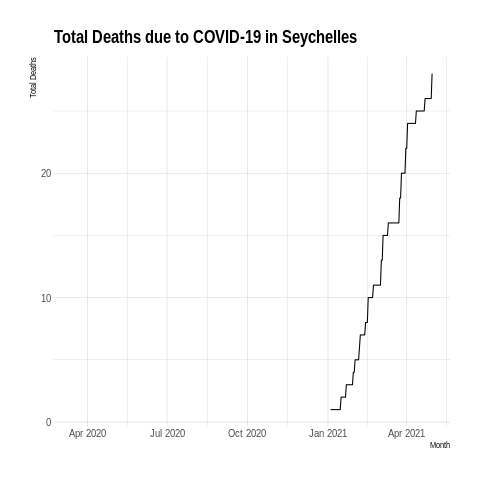 Total Deaths due to COVID-19 in Seychelles
Total Deaths
20
10
0
Apr 2020 Jul 2020 Oct 2020 Jan 2021 Apr 2021
Month